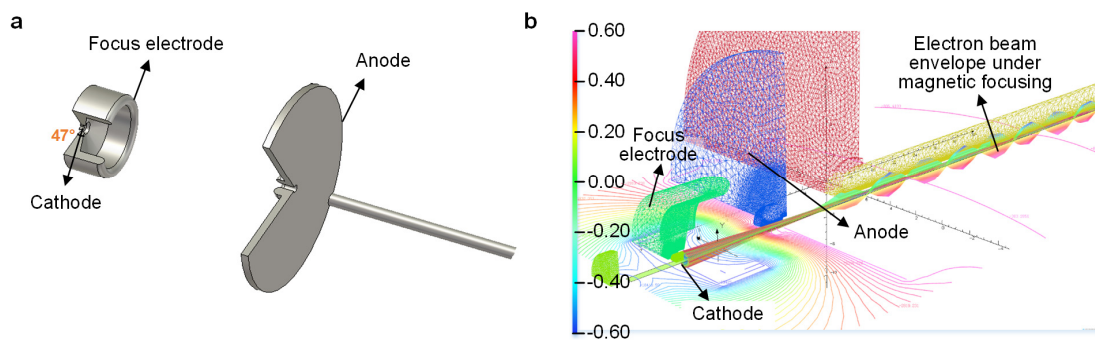 a
Focus electrode
Anode
47°
Cathode
b
0.60
0.40
0.20
0.00
-0.20
-0.40
-0.60
Electron beam
envelope under
magnetic focusing
Focus
electrode
Anode
Cathode